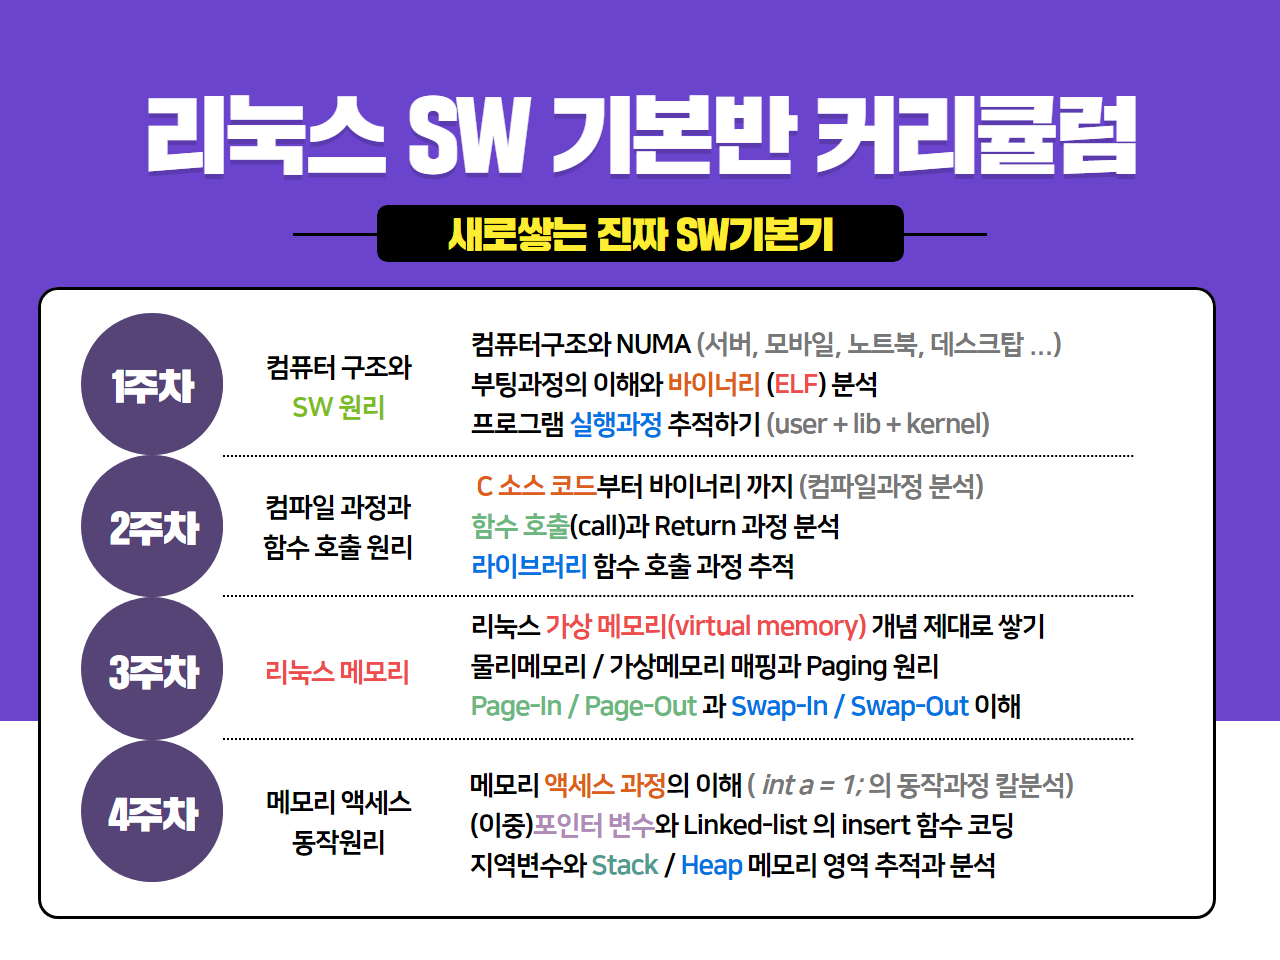 리눅스 SW 기본반 커리큘럼
새로쌓는 진짜 SW기본기
1주차
컴퓨터 구조와
SW 원리
컴퓨터구조와 NUMA (서버, 모바일, 노트북, 데스크탑 ...)
부팅과정의 이해와 바이너리 (ELF) 분석
프로그램 실행과정 추적하기 (user + lib + kernel)
2주차
컴파일 과정과
함수 호출 원리
C 소스 코드부터 바이너리 까지 (컴파일과정 분석)
함수 호출(call)과 Return 과정 분석
라이브러리 함수 호출 과정 추적
3주차
리눅스 메모리
리눅스 가상 메모리(virtual memory) 개념 제대로 쌓기
물리메모리 / 가상메모리 매핑과 Paging 원리
Page-In / Page-Out 과 Swap-In / Swap-Out 이해
4주차
메모리 액세스
동작원리
메모리 액세스 과정의 이해 ( int a = 1; 의 동작과정 칼분석)
(이중)포인터 변수와 Linked-list 의 insert 함수 코딩
지역변수와 Stack / Heap 메모리 영역 추적과 분석